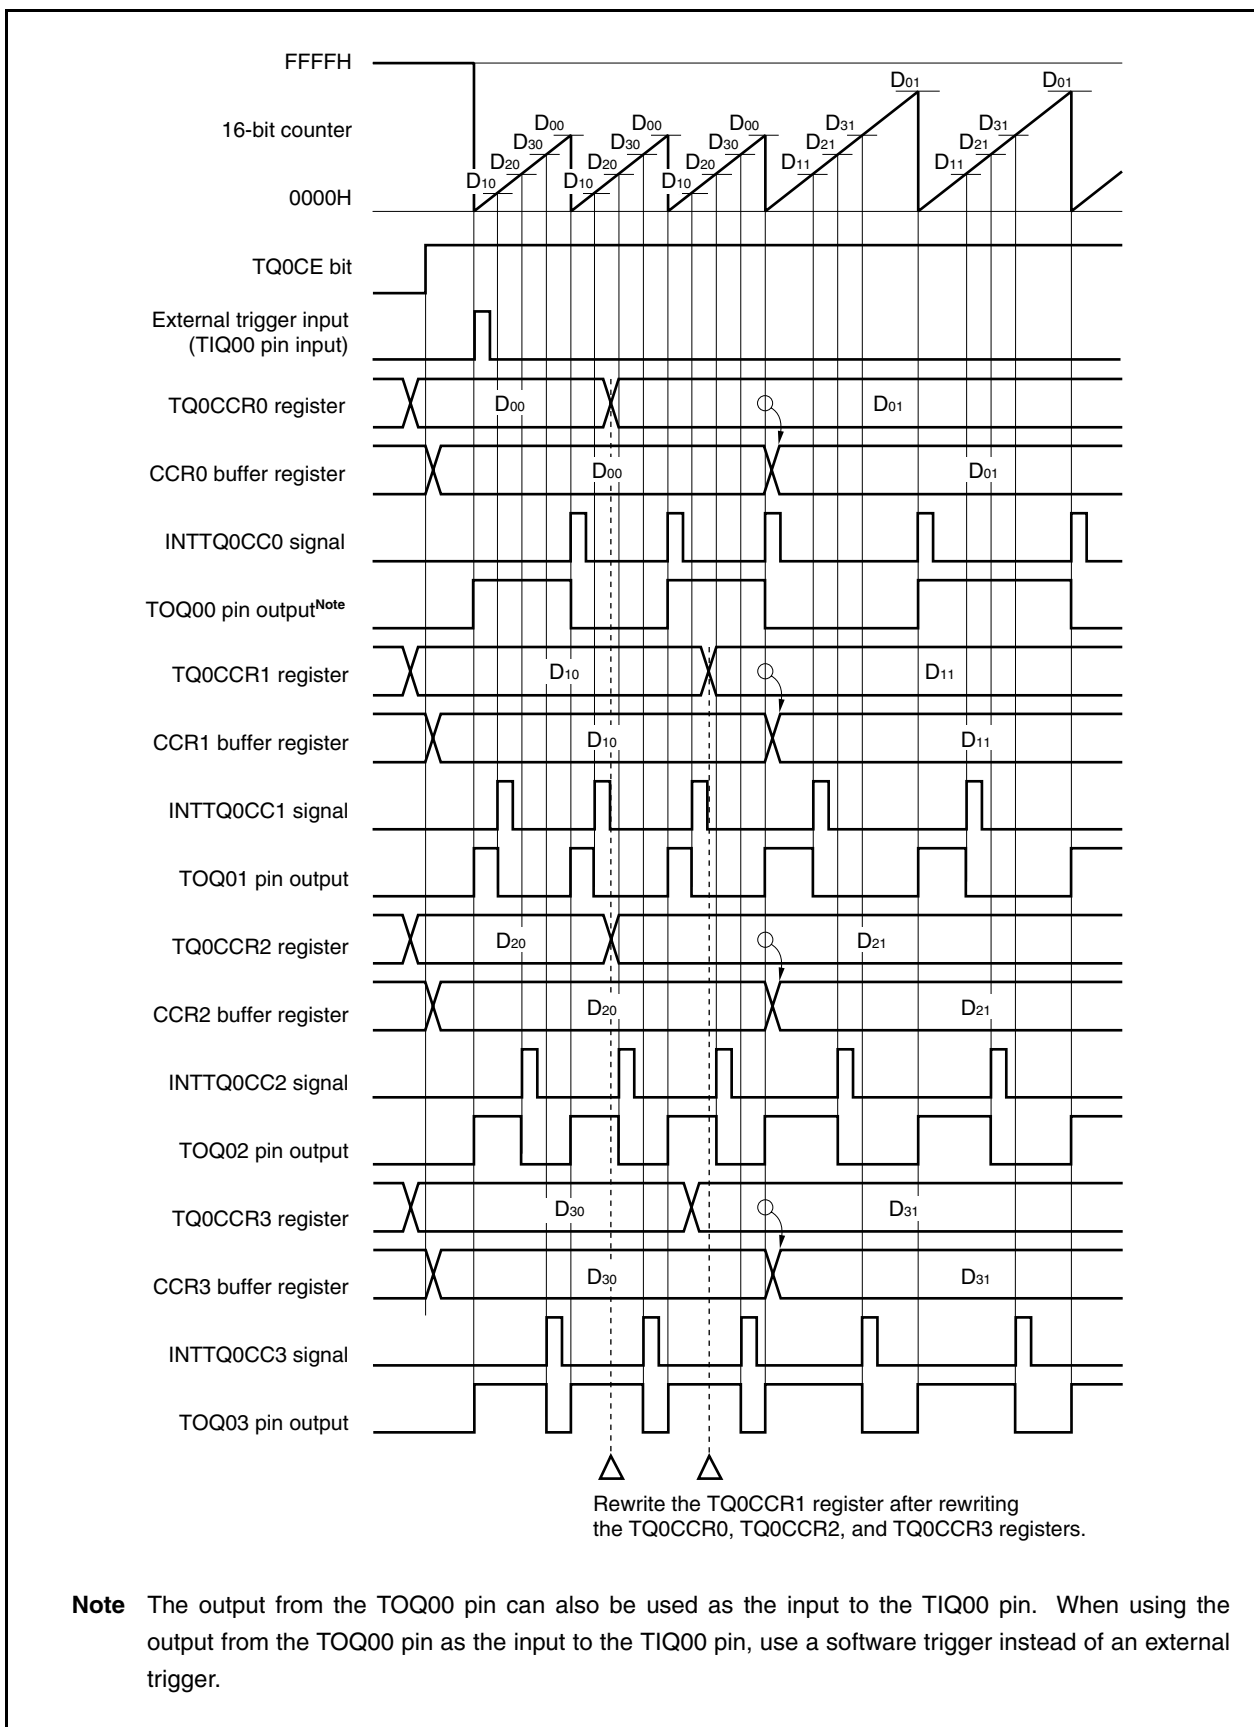 FFFFH
D01 D01
16-bit counter
D00 D00 D00 D31 D31
D30 D30 D30 D21 D21
D20 D20 D20 D11 D11
D10 D10 D10
0000H
TQ0CE bit
External trigger input
(TIQ00 pin input)
TQ0CCR0 register D00 D01
CCR0 buffer register D00 D01
INTTQ0CC0 signal
TOQ00 pin outputNote
TQ0CCR1 register D10 D11
CCR1 buffer register D10 D11
INTTQ0CC1 signal
TOQ01 pin output
TQ0CCR2 register D20 D21
CCR2 buffer register D20 D21
INTTQ0CC2 signal
TOQ02 pin output
TQ0CCR3 register D30 D31
CCR3 buffer register D30 D31
INTTQ0CC3 signal
TOQ03 pin output
Rewrite the TQ0CCR1 register after rewriting
the TQ0CCR0, TQ0CCR2, and TQ0CCR3 registers.
Note The output from the TOQ00 pin can also be used as the input to the TIQ00 pin. When using the
output from the TOQ00 pin as the input to the TIQ00 pin, use a software trigger instead of an external
trigger.